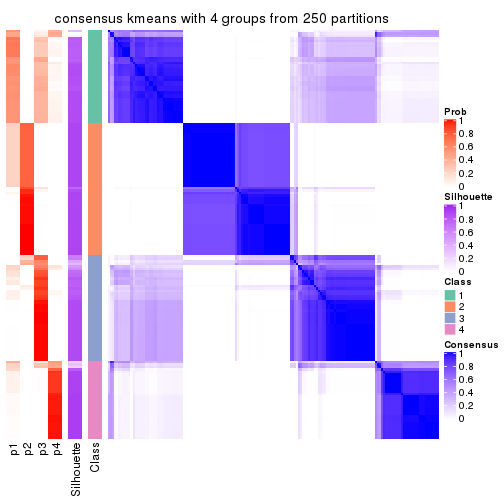 consensus kmeans with 4 groups from 250 partitions
Prob
1
0.8
0.6
0.4
0.2
0
Silhouette
1
0.8
0.6
0.4
0.2
0
Class
1
2
3
4
Consensus
1
0.8
0.6
0.4
0.2
0
p1
p2
p3
p4
Silhouette
Class